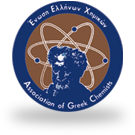 Ένωση Ελλήνων Χημικών
Association of Greek Chemists